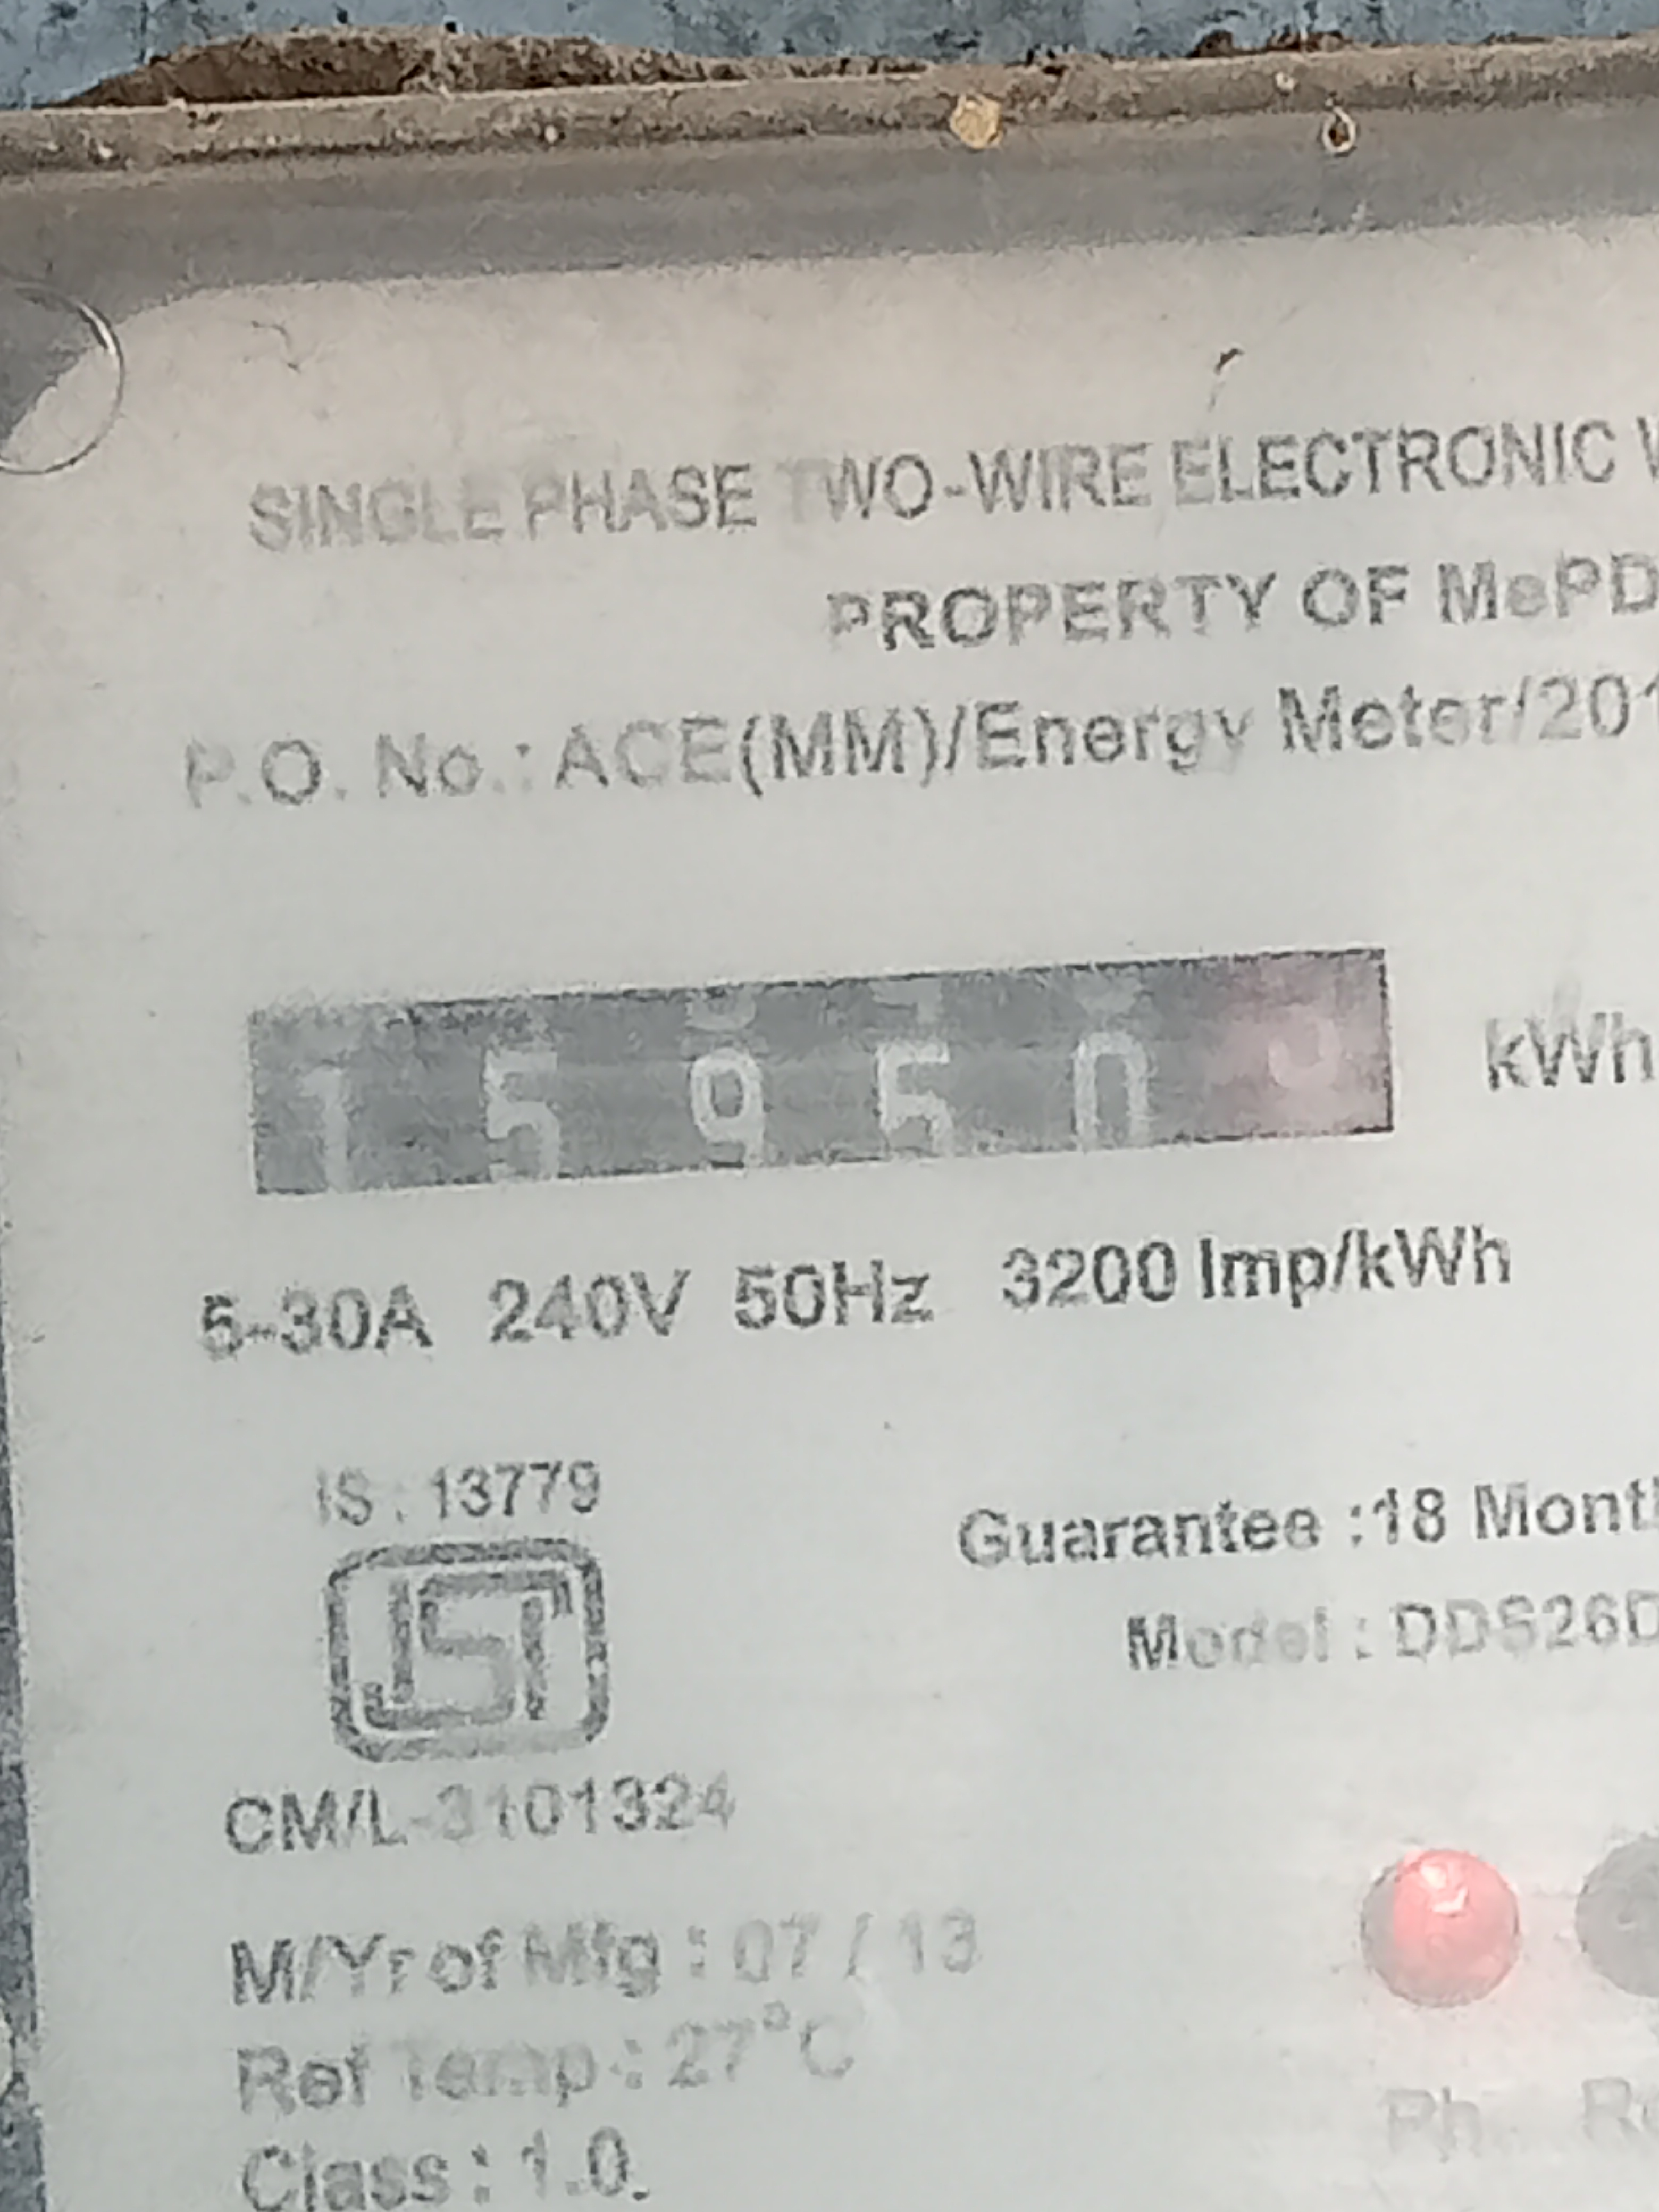 SINGLE PHASE TWO-WIRE ELECTRONIC
PROPERTY OF MePD
P.O. No.: ACE(MM)/Energy Meter/201
15950 kWh
5-30A 240V 50Hz 3200 Imp/kWh
IS : 13779
Guarantee :18 Mont
ISI
Model : DDS26D
CM/L-3101324
M/Yr of Mfg : 07 / 13
Ref Temp : 27°C
Ph
Class : 1.0.